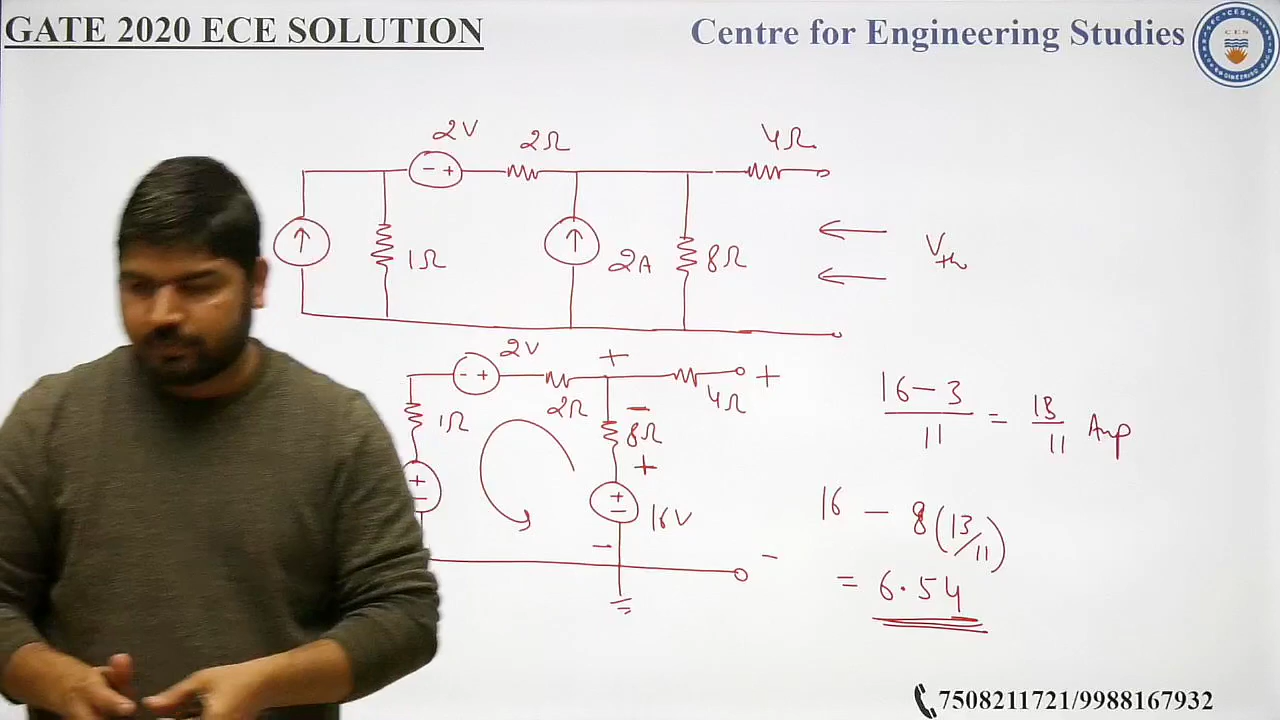 GATE 2020 ECE SOLUTION
Centre for Engineering Studies
CES
2V
2Ω
4Ω
- +
1Ω
2A
8Ω
Vth
2V
- +
+
+
1Ω
2Ω
4Ω
-
8Ω
+
+
-
+
-
16V
-
-
16 - 3 / 11 = 13 / 11 Amp
16 - 8(13/11)
= 6.54
7508211721/9988167932